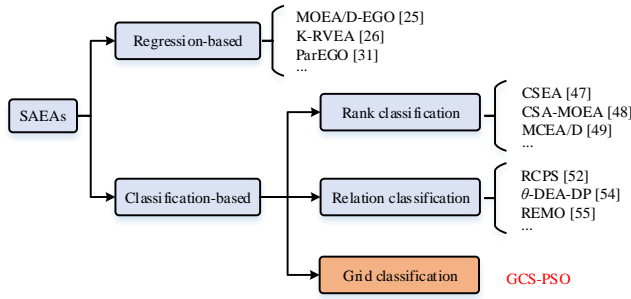 MOEA/D-EGO [25]
Regression-based
K-RVEA [26]
ParEGO [31]
...
SAEAs
CSEA [47]
Rank classification
CSA-MOEA [48]
MCEA/D [49]
...
RCPS [52]
Classification-based
Relation classification
θ-DEA-DP [54]
REMO [55]
...
Grid classification
GCS-PSO